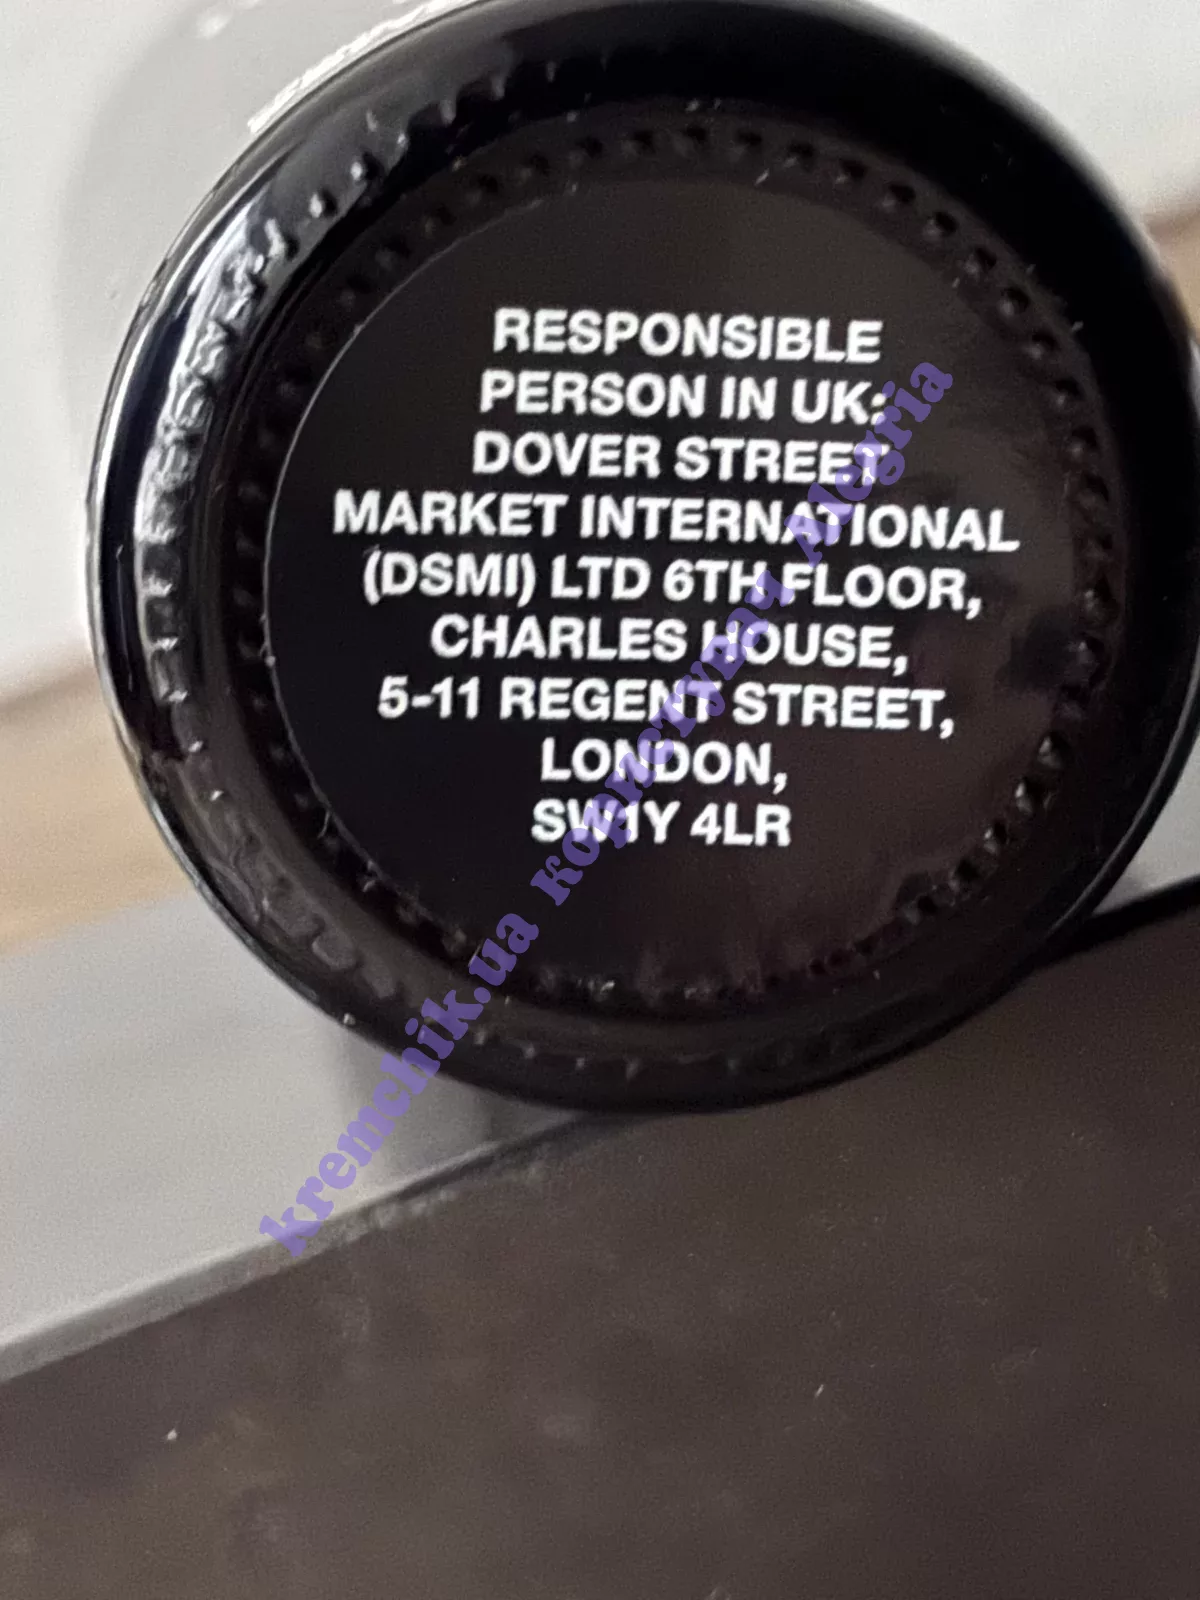 RESPONSIBLE
PERSON IN UK:
DOVER STREET
MARKET INTERNATIONAL
(DSMI) LTD 6TH FLOOR,
CHARLES HOUSE,
5-11 REGENT STREET,
LONDON,
SW1Y 4LR
kremchik.ua користувач Alegria